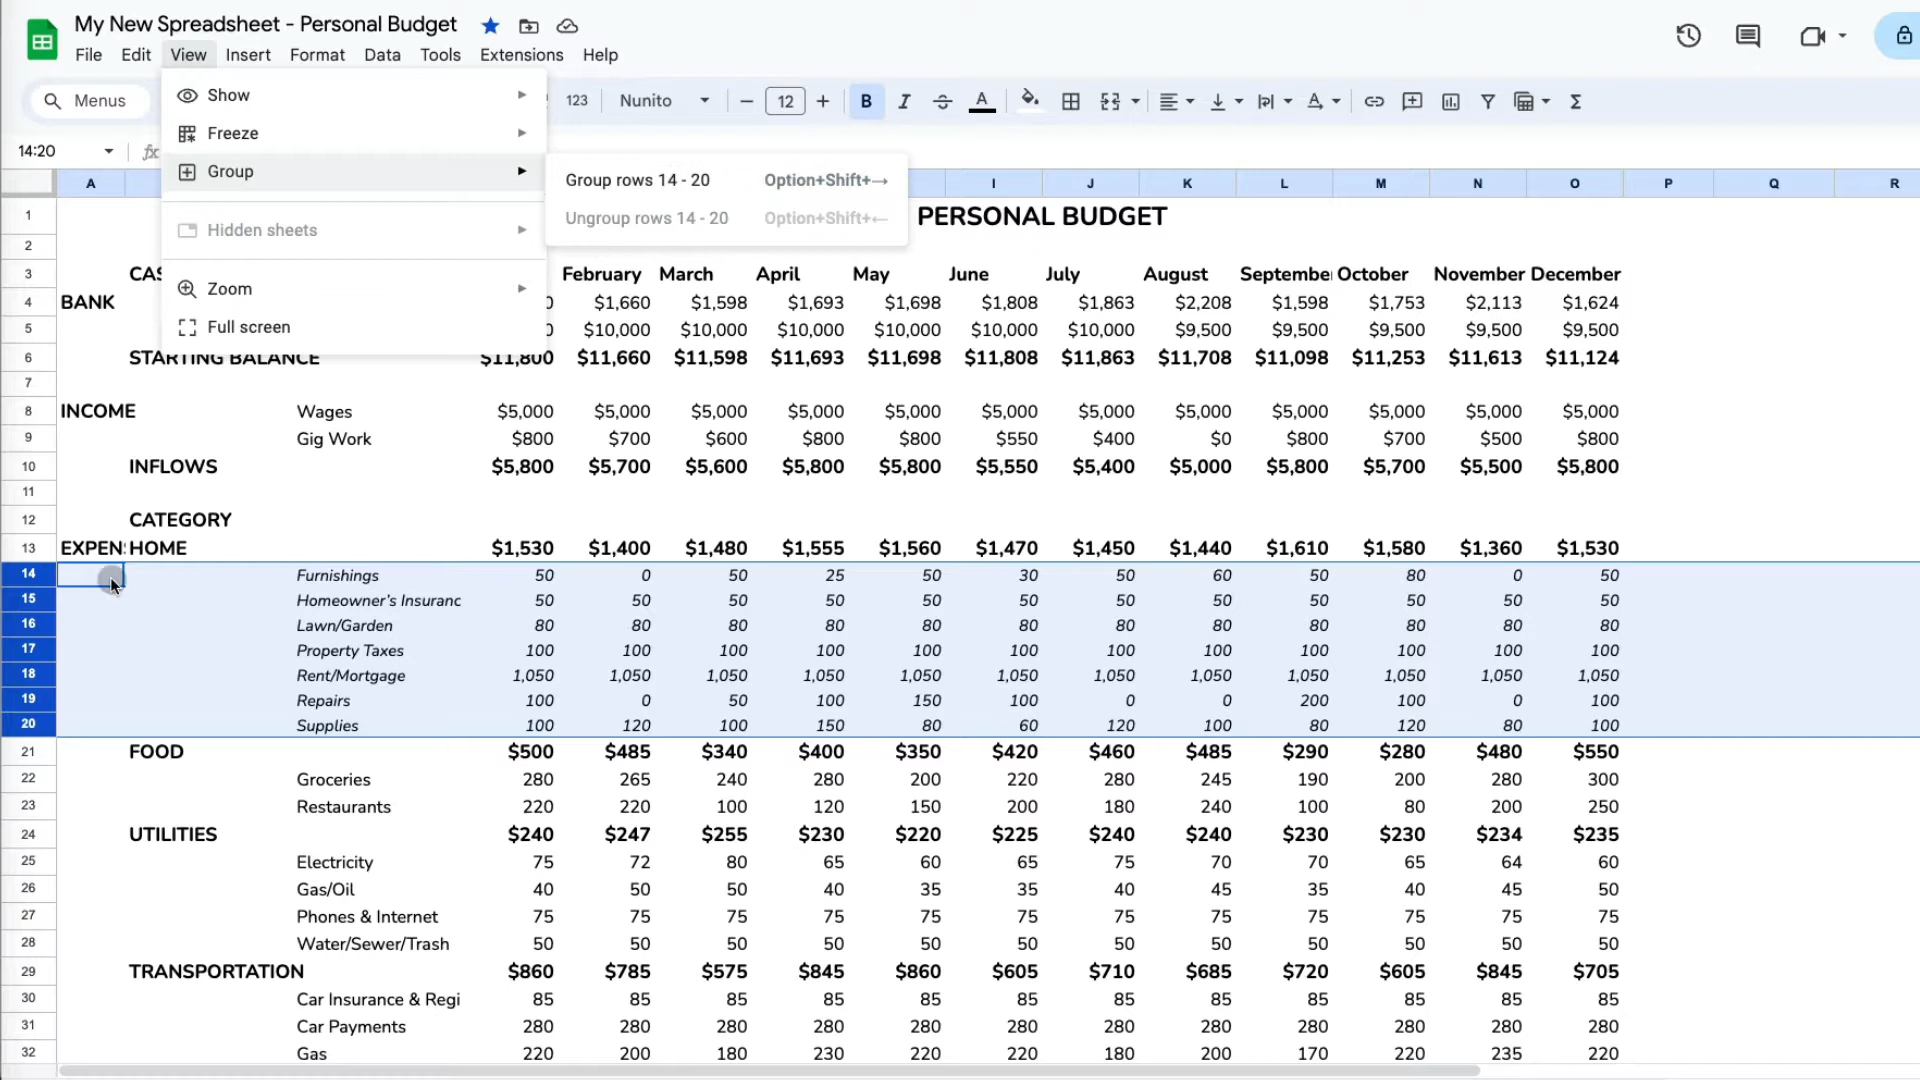 My New Spreadsheet - Personal Budget
File Edit View Insert Format Data Tools Extensions Help
Menus 123 Nunito 12 B I A
Show
Freeze
Group
Hidden sheets
Zoom
Full screen
Group rows 14 - 20 Option+Shift+→
Ungroup rows 14 - 20 Option+Shift+←
14:20 fx
A I J K L M N O P Q R
1 PERSONAL BUDGET
2
3 CAS February March April May June July August Septembe October November December
4 BANK 0 $1,660 $1,598 $1,693 $1,698 $1,808 $1,863 $2,208 $1,598 $1,753 $2,113 $1,624
5 0 $10,000 $10,000 $10,000 $10,000 $10,000 $10,000 $9,500 $9,500 $9,500 $9,500 $9,500
6 STARTING BALANCE $11,800 $11,660 $11,598 $11,693 $11,698 $11,808 $11,863 $11,708 $11,098 $11,253 $11,613 $11,124
7
8 INCOME Wages $5,000 $5,000 $5,000 $5,000 $5,000 $5,000 $5,000 $5,000 $5,000 $5,000 $5,000 $5,000
9 Gig Work $800 $700 $600 $800 $800 $550 $400 $0 $800 $700 $500 $800
10 INFLOWS $5,800 $5,700 $5,600 $5,800 $5,800 $5,550 $5,400 $5,000 $5,800 $5,700 $5,500 $5,800
11
12 CATEGORY
13 EXPEN HOME $1,530 $1,400 $1,480 $1,555 $1,560 $1,470 $1,450 $1,440 $1,610 $1,580 $1,360 $1,530
14 Furnishings 50 0 50 25 50 30 50 60 50 80 0 50
15 Homeowner's Insuranc 50 50 50 50 50 50 50 50 50 50 50 50
16 Lawn/Garden 80 80 80 80 80 80 80 80 80 80 80 80
17 Property Taxes 100 100 100 100 100 100 100 100 100 100 100 100
18 Rent/Mortgage 1,050 1,050 1,050 1,050 1,050 1,050 1,050 1,050 1,050 1,050 1,050 1,050
19 Repairs 100 0 50 100 150 100 0 0 200 100 0 100
20 Supplies 100 120 100 150 80 60 120 100 80 120 80 100
21 FOOD $500 $485 $340 $400 $350 $420 $460 $485 $290 $280 $480 $550
22 Groceries 280 265 240 280 200 220 280 245 190 200 280 300
23 Restaurants 220 220 100 120 150 200 180 240 100 80 200 250
24 UTILITIES $240 $247 $255 $230 $220 $225 $240 $240 $230 $230 $234 $235
25 Electricity 75 72 80 65 60 65 75 70 70 65 64 60
26 Gas/Oil 40 50 50 40 35 35 40 45 35 40 45 50
27 Phones & Internet 75 75 75 75 75 75 75 75 75 75 75 75
28 Water/Sewer/Trash 50 50 50 50 50 50 50 50 50 50 50 50
29 TRANSPORTATION $860 $785 $575 $845 $860 $605 $710 $685 $720 $605 $845 $705
30 Car Insurance & Regi 85 85 85 85 85 85 85 85 85 85 85 85
31 Car Payments 280 280 280 280 280 280 280 280 280 280 280 280
32 Gas 220 200 180 230 220 220 180 200 170 220 235 220